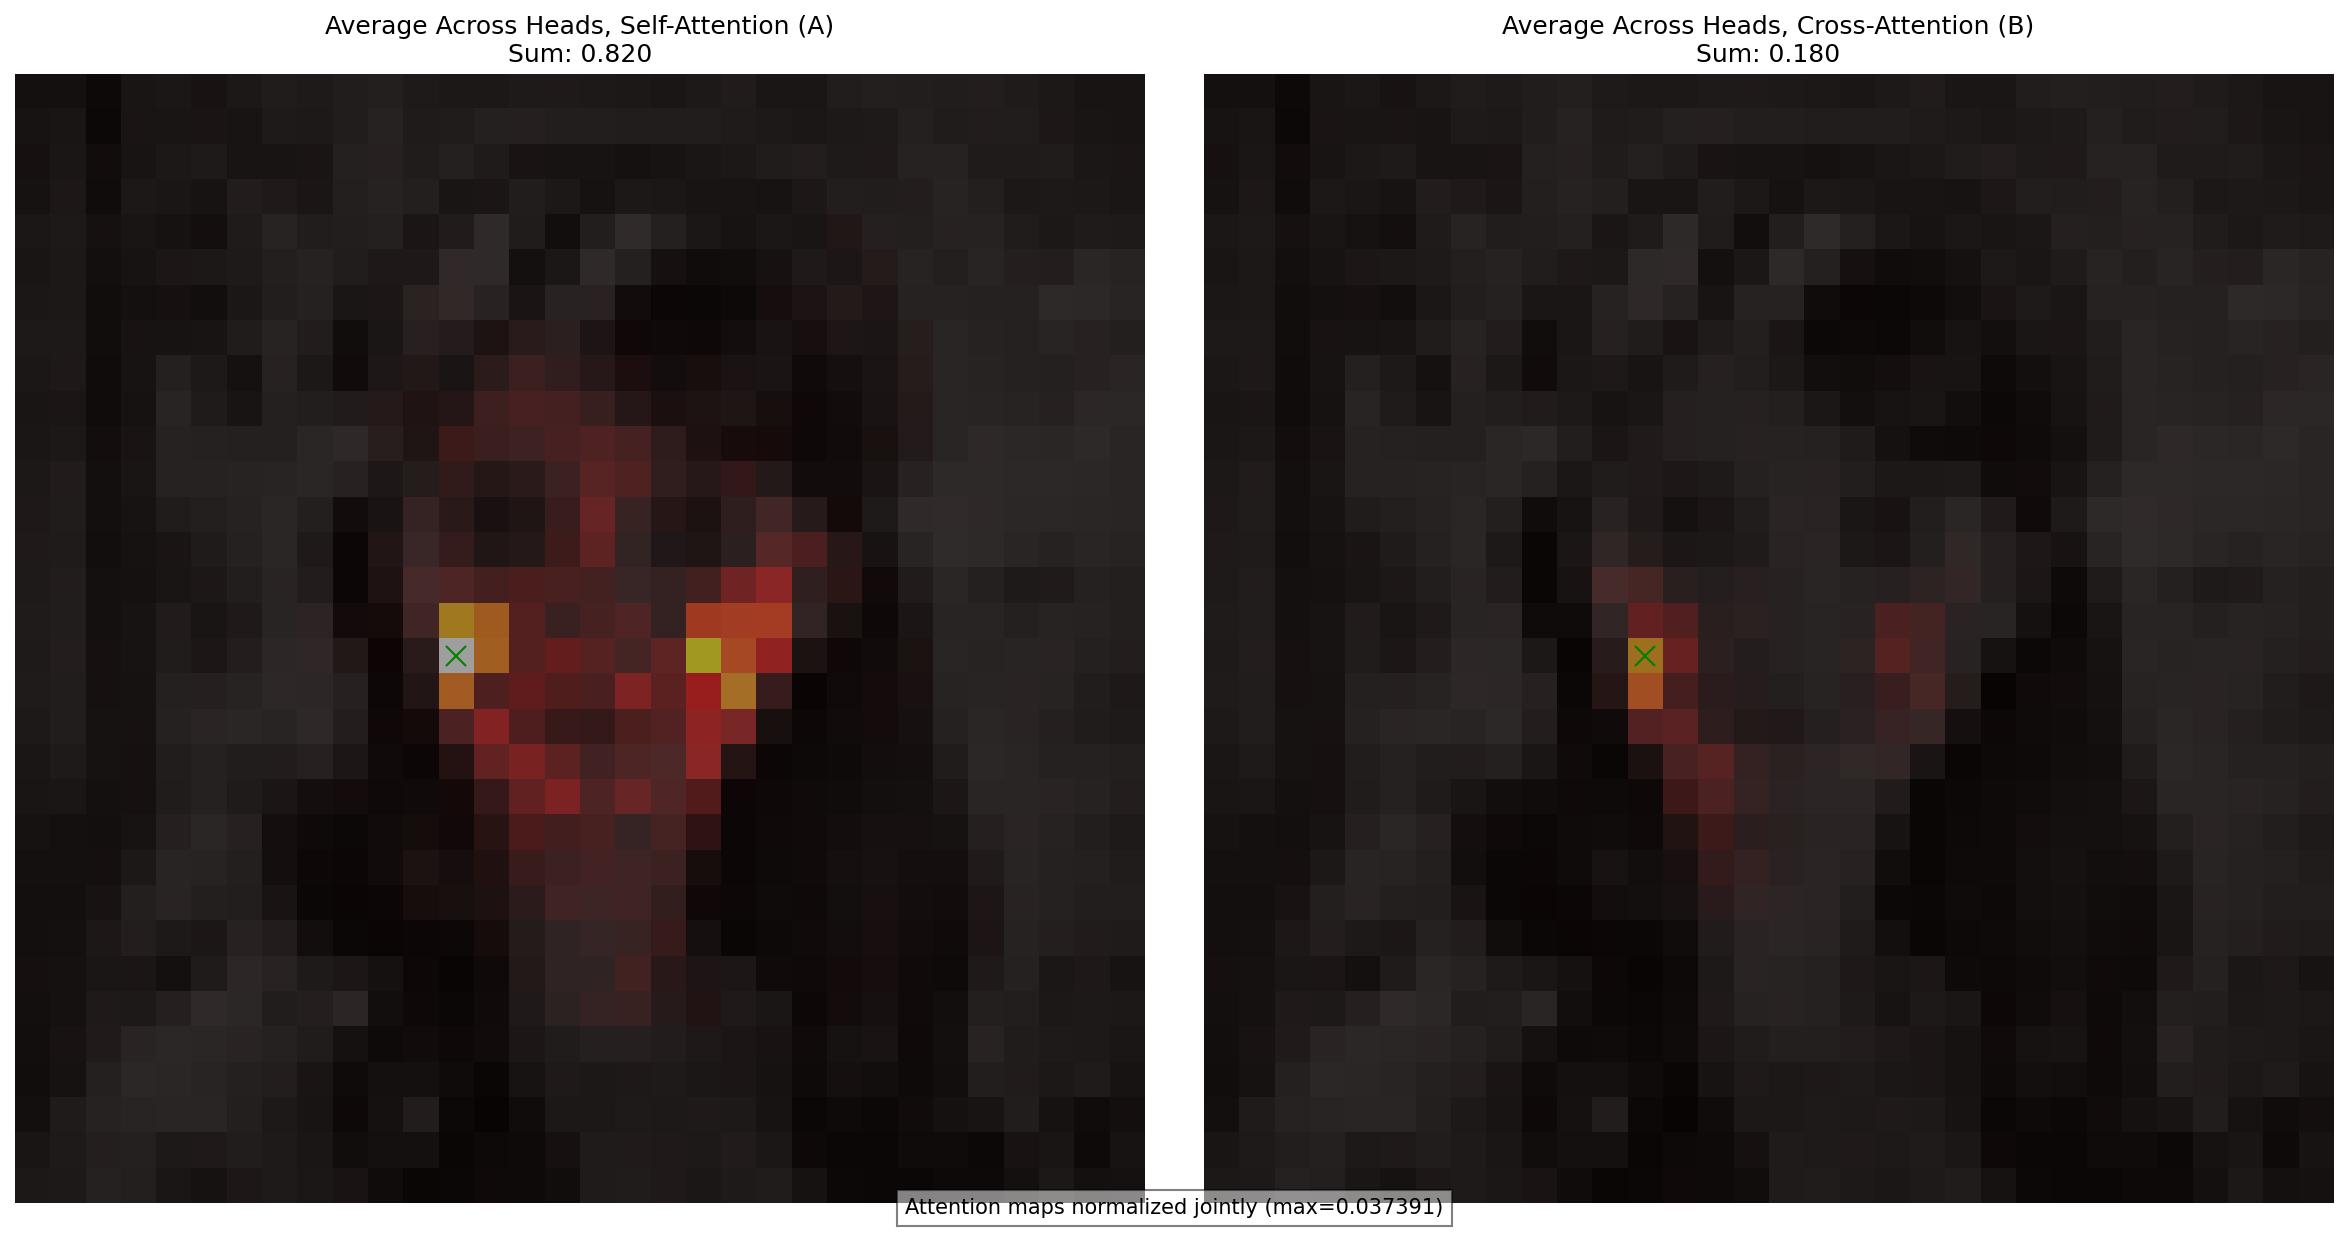 Average Across Heads, Self-Attention (A)
Sum: 0.820
Average Across Heads, Cross-Attention (B)
Sum: 0.180
Attention maps normalized jointly (max=0.037391)